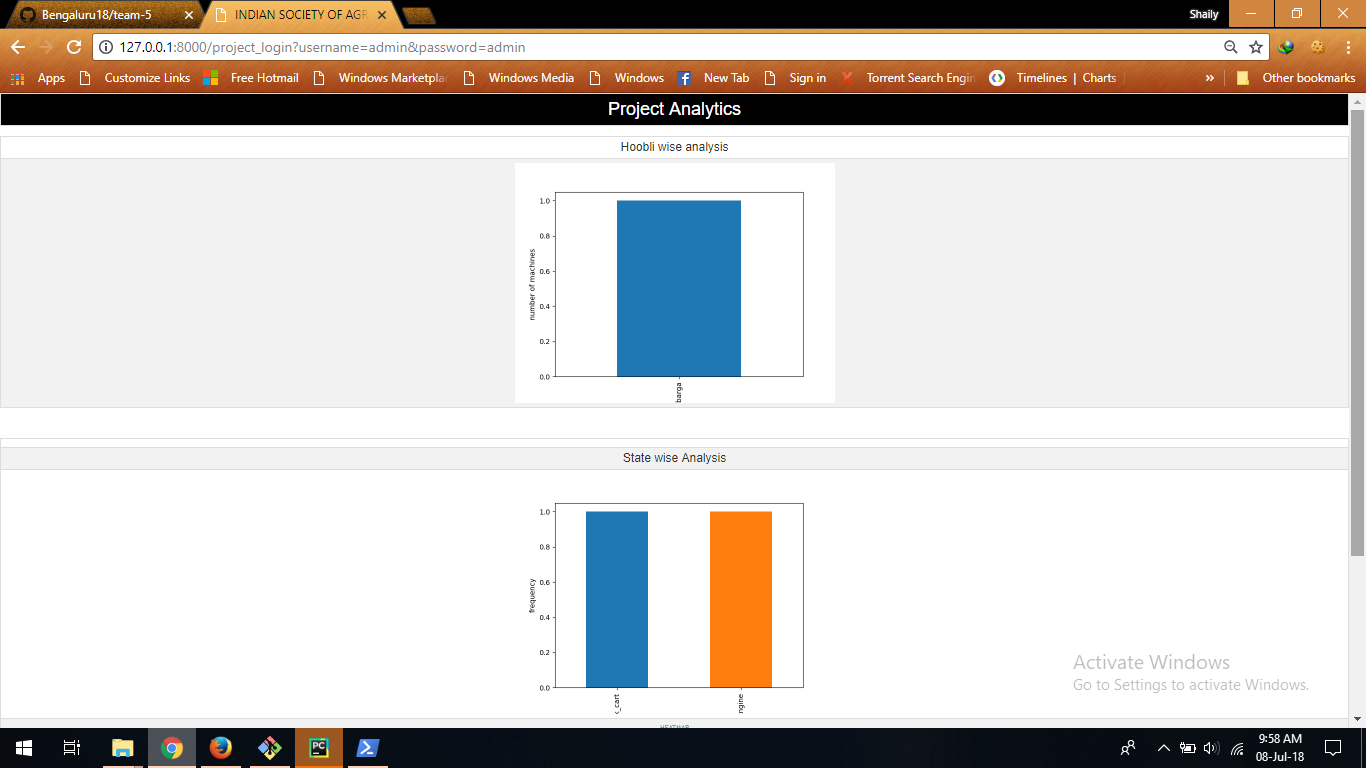 Bengaluru18/team-5
INDIAN SOCIETY OF AGR
Shaily
127.0.0.1:8000/project_login?username=admin&password=admin
Apps Customize Links Free Hotmail Windows Marketpla Windows Media Windows New Tab Sign in Torrent Search Engin Timelines | Charts » Other bookmarks
Project Analytics
Hoobli wise analysis
1.0
0.8
0.6
0.4
0.2
0.0
number of machines
barga
State wise Analysis
1.0
0.8
0.6
0.4
0.2
0.0
frequency
_cart
ngine
Activate Windows
Go to Settings to activate Windows.
PC
9:58 AM
08-Jul-18